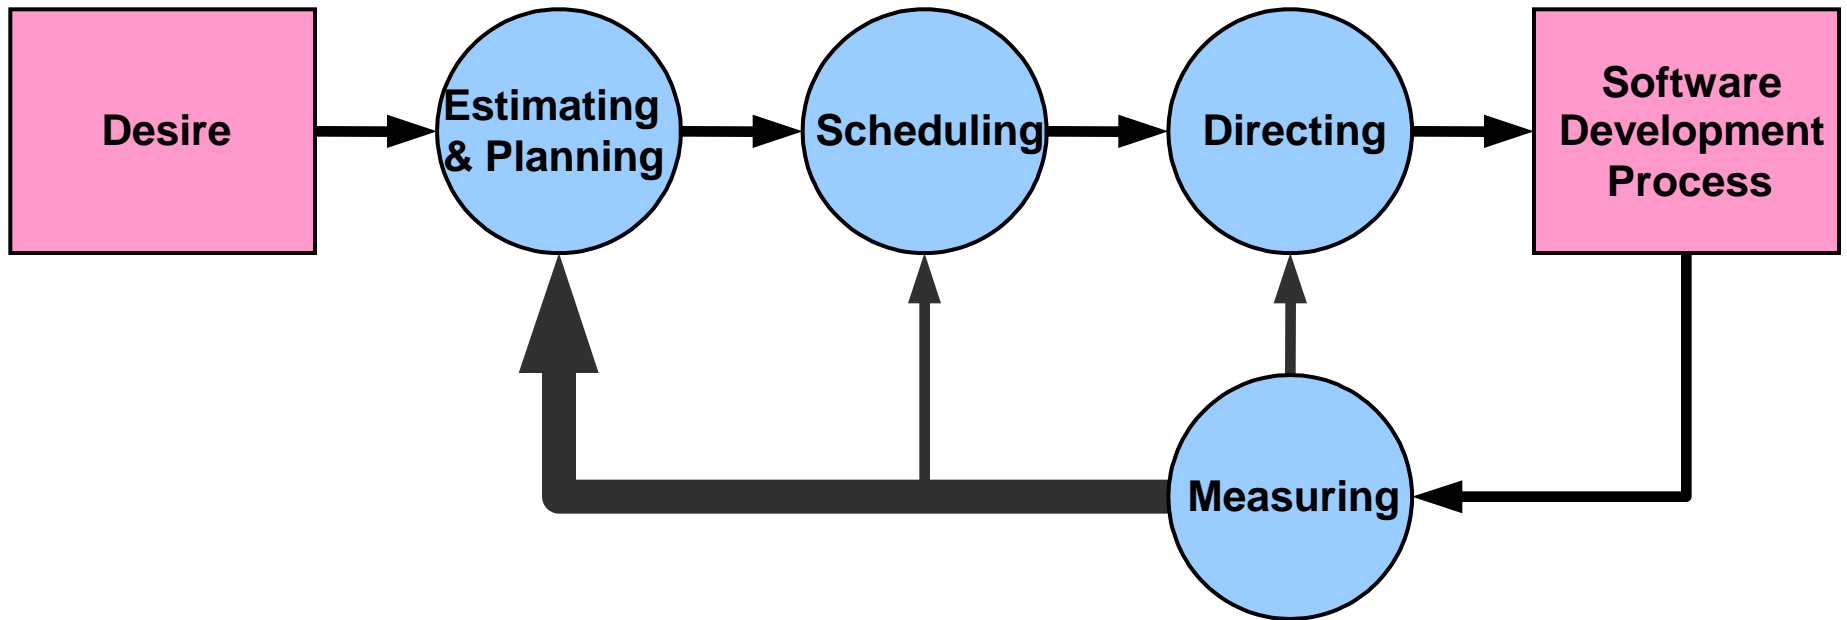 Desire
Estimating
& Planning
Scheduling
Directing
Software
Development
Process
Measuring